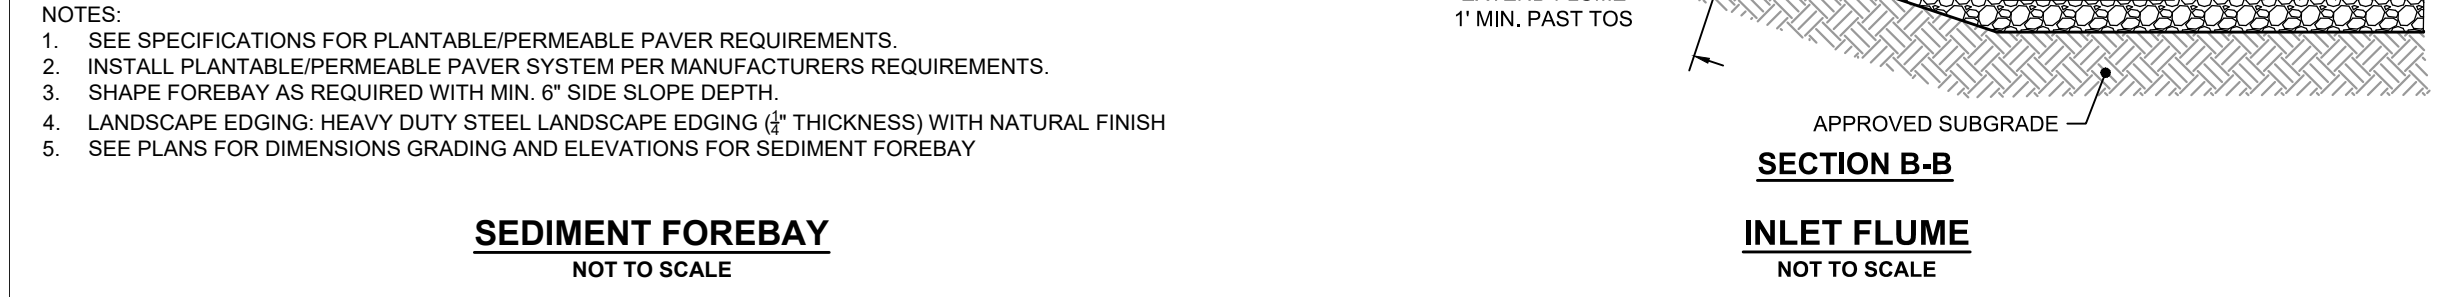 NOTES:
1. SEE SPECIFICATIONS FOR PLANTABLE/PERMEABLE PAVER REQUIREMENTS.
2. INSTALL PLANTABLE/PERMEABLE PAVER SYSTEM PER MANUFACTURERS REQUIREMENTS.
3. SHAPE FOREBAY AS REQUIRED WITH MIN. 6" SIDE SLOPE DEPTH.
4. LANDSCAPE EDGING: HEAVY DUTY STEEL LANDSCAPE EDGING (1/4" THICKNESS) WITH NATURAL FINISH
5. SEE PLANS FOR DIMENSIONS GRADING AND ELEVATIONS FOR SEDIMENT FOREBAY
SEDIMENT FOREBAY
NOT TO SCALE
1' MIN. PAST TOS
APPROVED SUBGRADE
SECTION B-B
INLET FLUME
NOT TO SCALE